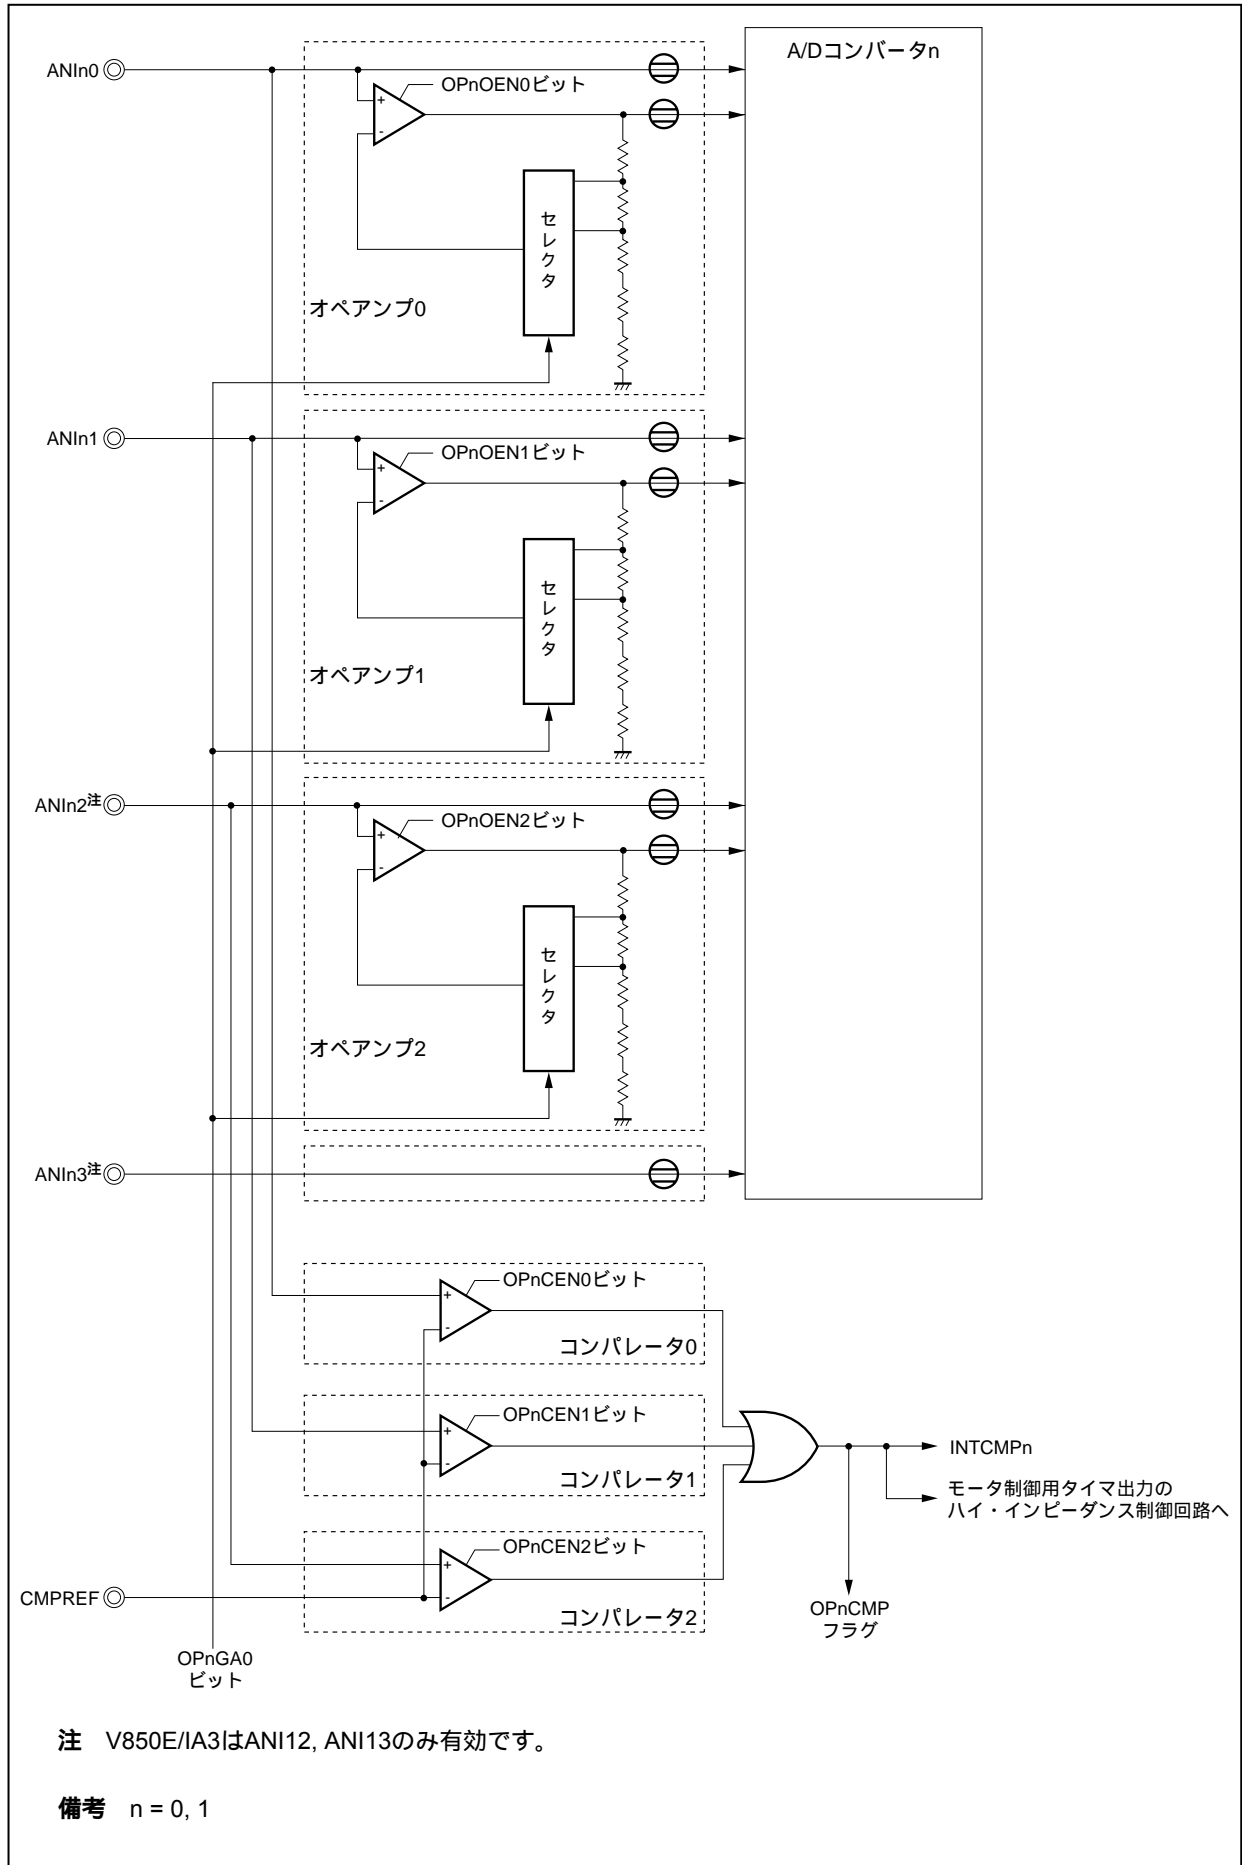 A/Dコンバータn
ANIn0
OPnOEN0ビット
+
-
セレクタ
オペアンプ0
ANIn1
OPnOEN1ビット
+
-
セレクタ
オペアンプ1
ANIn2注
OPnOEN2ビット
+
-
セレクタ
オペアンプ2
ANIn3注
OPnCEN0ビット
+
-
コンパレータ0
OPnCEN1ビット
+
-
コンパレータ1
INTCMPn
モータ制御用タイマ出力の
ハイ・インピーダンス制御回路へ
OPnCEN2ビット
+
-
コンパレータ2
CMPREF
OPnCMP
フラグ
OPnGA0
ビット
注 V850E/IA3はANI12, ANI13のみ有効です。
備考 n = 0, 1